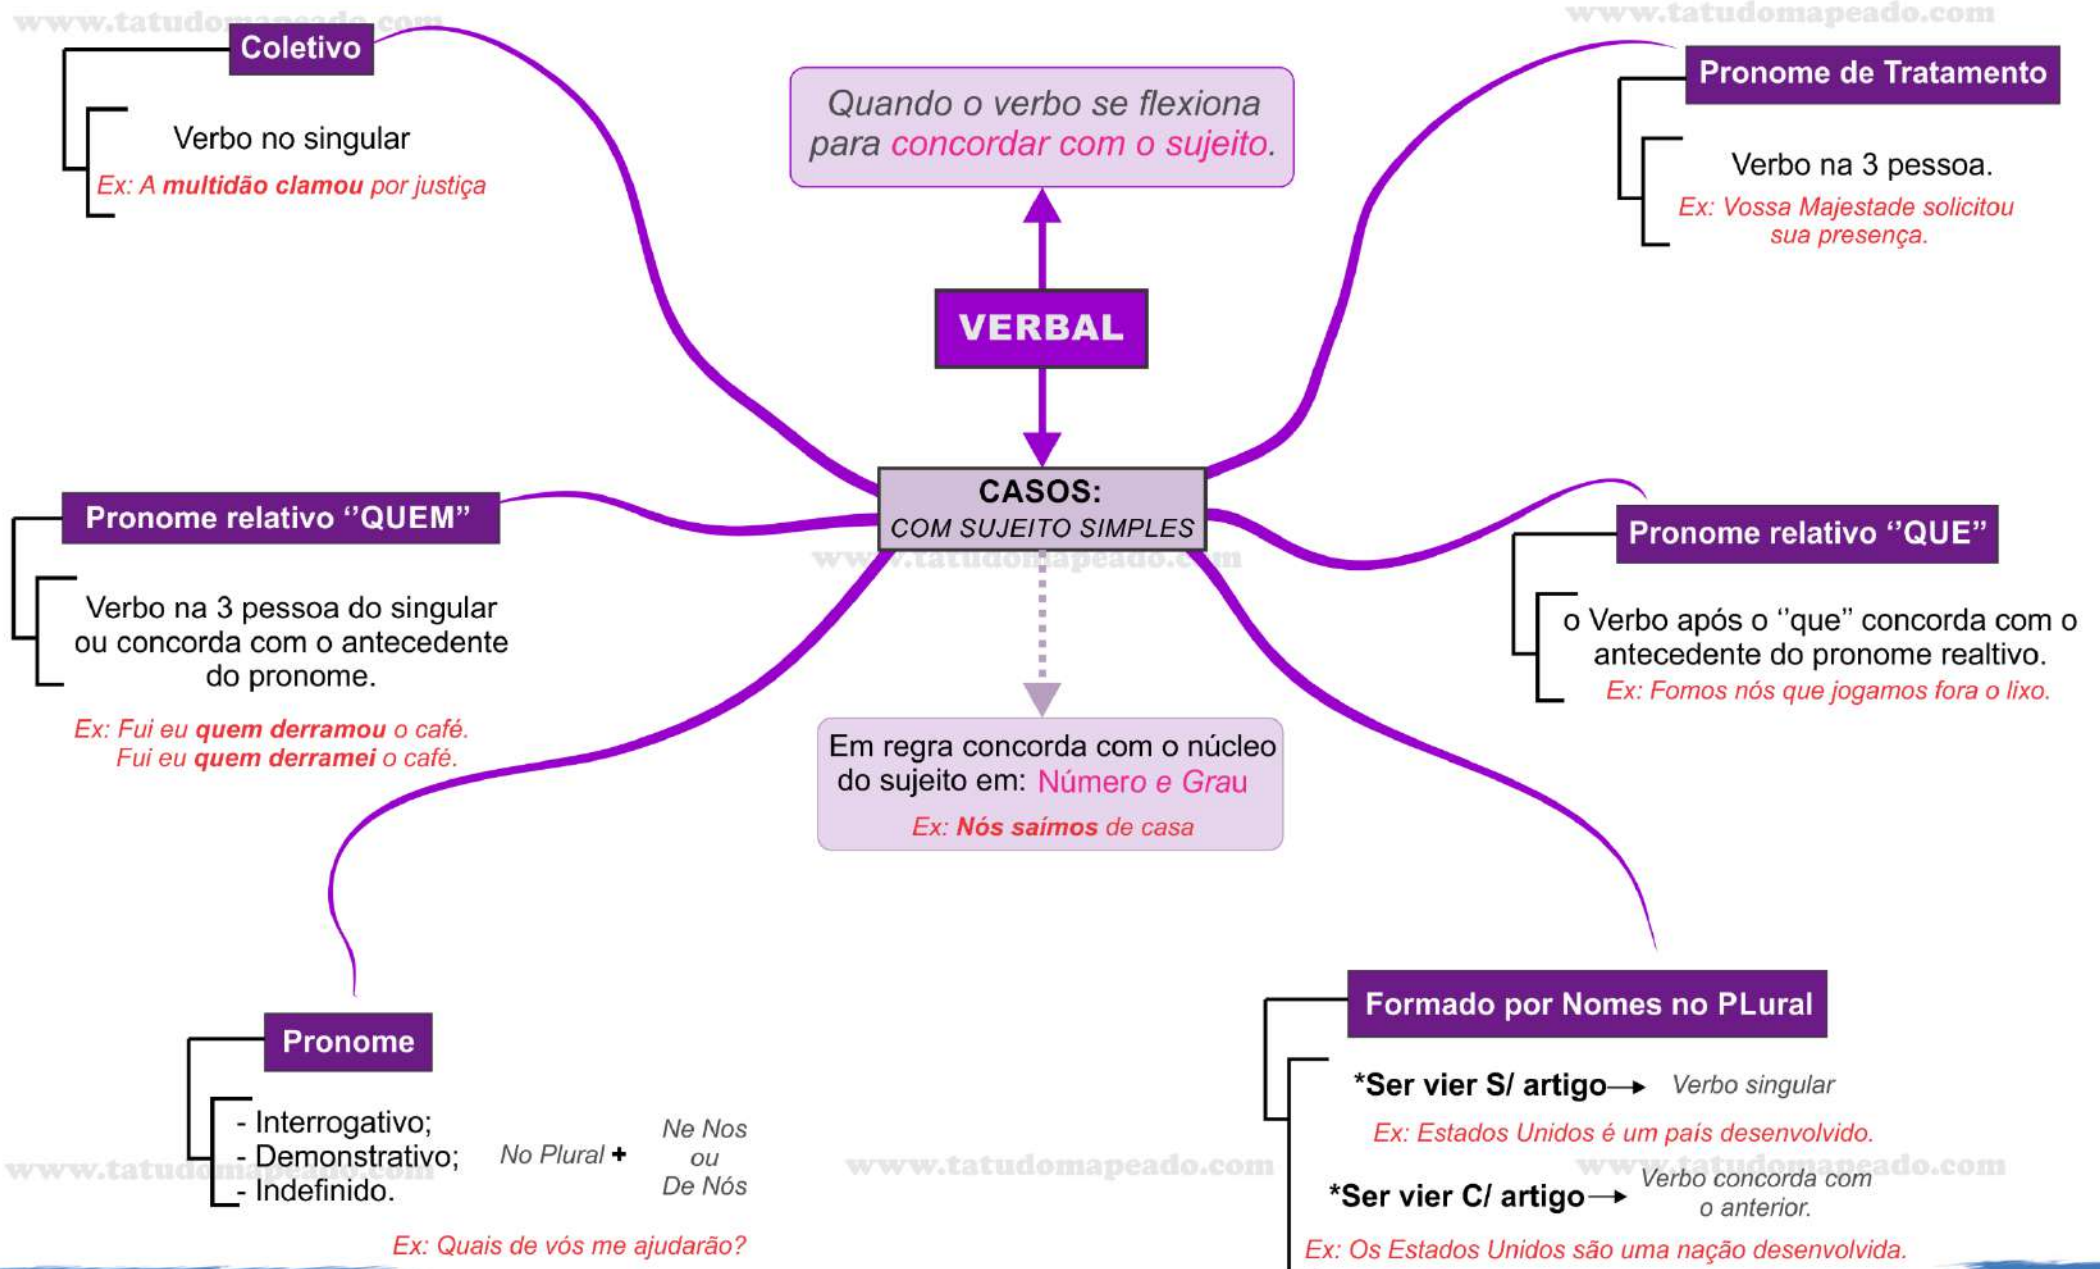 www.tatudomapeado.com
www.tatudomapeado.com
Coletivo
Verbo no singular
Ex: A multidão clamou por justiça
Quando o verbo se flexiona
para concordar com o sujeito.
Pronome de Tratamento
Verbo na 3 pessoa.
Ex: Vossa Majestade solicitou
sua presença.
VERBAL
CASOS:
COM SUJEITO SIMPLES
www.tatudomapeado.com
Pronome relativo ‘’QUEM’’
Verbo na 3 pessoa do singular
ou concorda com o antecedente
do pronome.
Ex: Fui eu quem derramou o café.
Fui eu quem derramei o café.
Pronome relativo ‘’QUE’’
o Verbo após o ‘’que’’ concorda com o
antecedente do pronome realtivo.
Ex: Fomos nós que jogamos fora o lixo.
Em regra concorda com o núcleo
do sujeito em: Número e Grau
Ex: Nós saímos de casa
Pronome
- Interrogativo;
- Demonstrativo;
- Indefinido.
No Plural +
Ne Nos
ou
De Nós
Ex: Quais de vós me ajudarão?
www.tatudomapeado.com
www.tatudomapeado.com
www.tatudomapeado.com
Formado por Nomes no PLural
*Ser vier S/ artigo→ Verbo singular
Ex: Estados Unidos é um país desenvolvido.
*Ser vier C/ artigo→ Verbo concorda com
o anterior.
Ex: Os Estados Unidos são uma nação desenvolvida.